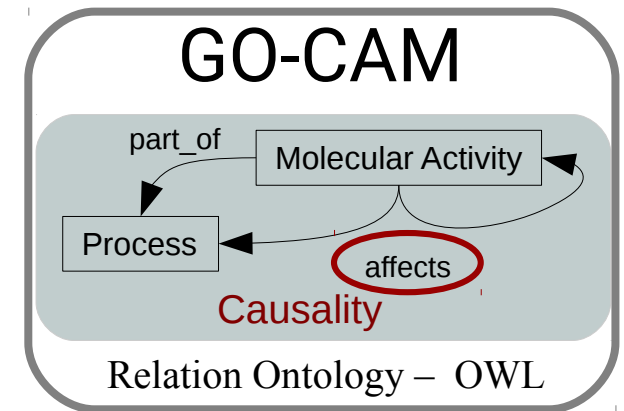 GO-CAM
part_of
Molecular Activity
Process
affects
Causality
Relation Ontology – OWL